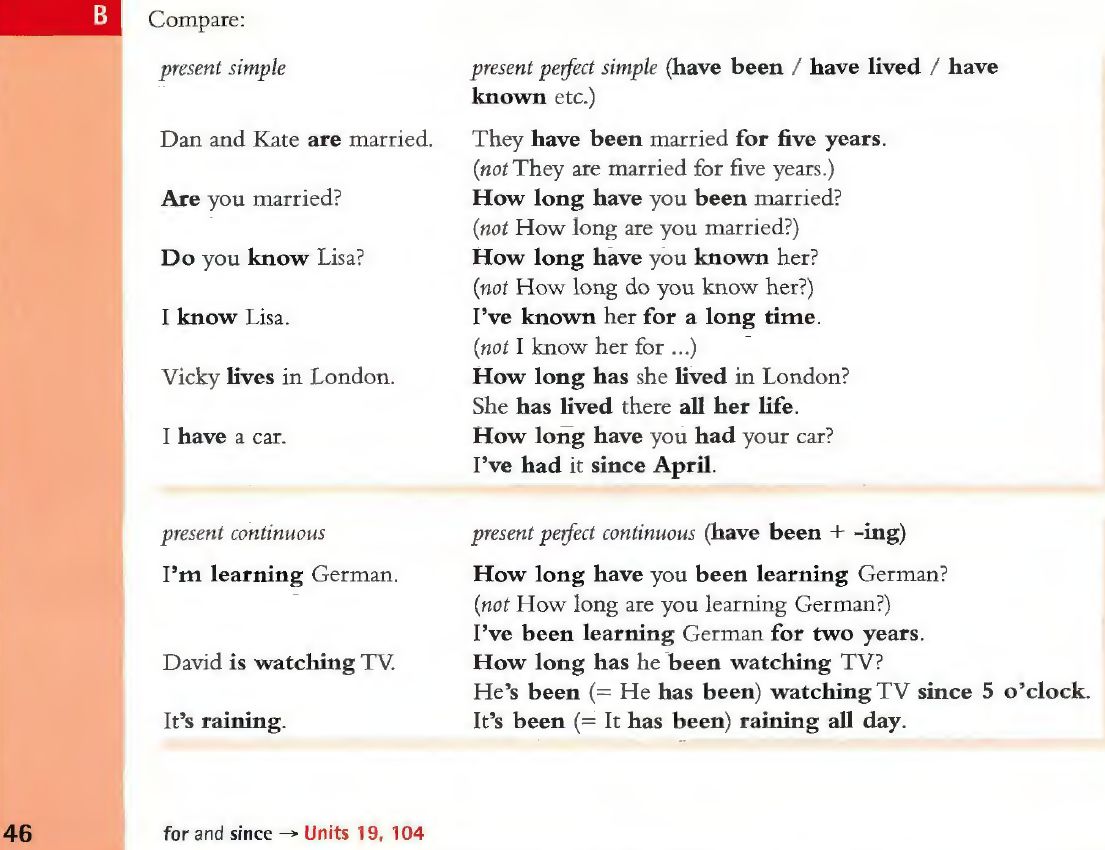 B
Compare:
present simple
present perfect simple (have been / have lived / have
known etc.)
Dan and Kate are married.
They have been married for five years.
(not They are married for five years.)
Are you married?
How long have you been married?
(not How long are you married?)
Do you know Lisa?
How long have you known her?
(not How long do you know her?)
I know Lisa.
I've known her for a long time.
(not I know her for ...)
Vicky lives in London.
How long has she lived in London?
She has lived there all her life.
I have a car.
How long have you had your car?
I've had it since April.
present continuous
present perfect continuous (have been + -ing)
I'm learning German.
How long have you been learning German?
(not How long are you learning German?)
I've been learning German for two years.
David is watching TV.
How long has he been watching TV?
He's been (= He has been) watching TV since 5 o'clock.
It's raining.
It's been (= It has been) raining all day.
46
for and since → Units 19, 104